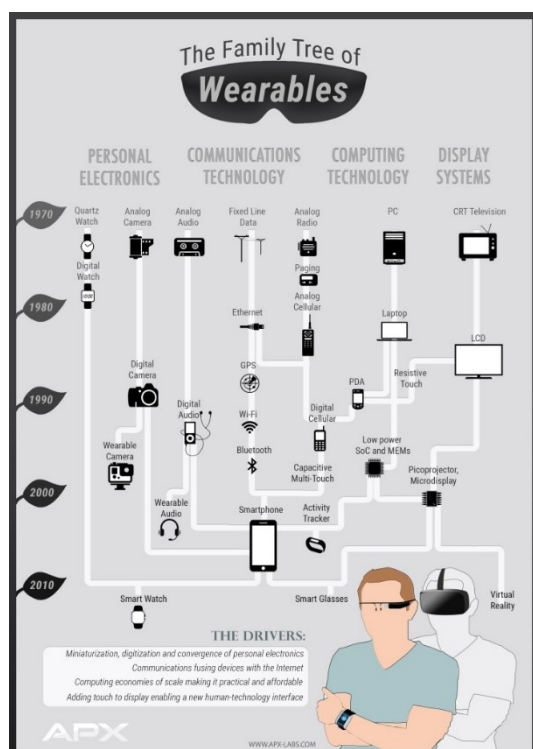 The Family Tree of
Wearables
PERSONAL
ELECTRONICS
COMMUNICATIONS
TECHNOLOGY
COMPUTING
TECHNOLOGY
DISPLAY
SYSTEMS
1970
Quartz
Watch
Analog
Camera
Analog
Audio
Fixed Line
Data
Analog
Radio
PC
CRT Television
Digital
Watch
Paging
1980
Analog
Cellular
Ethernet
Laptop
LCD
Digital
Camera
GPS
Resistive
Touch
PDA
1990
Digital
Audio
Wi-Fi
Digital
Cellular
Wearable
Camera
Bluetooth
Low power
SoC and MEMs
Capacitive
Multi-Touch
Picoprojector,
Microdisplay
2000
Wearable
Audio
Smartphone
Activity
Tracker
2010
Smart Watch
Smart Glasses
Virtual
Reality
THE DRIVERS:
Miniaturization, digitization and convergence of personal electronics
Communications fusing devices with the Internet
Computing economies of scale making it practical and affordable
Adding touch to display enabling a new human-technology interface
APX
WWW.APX-LABS.COM